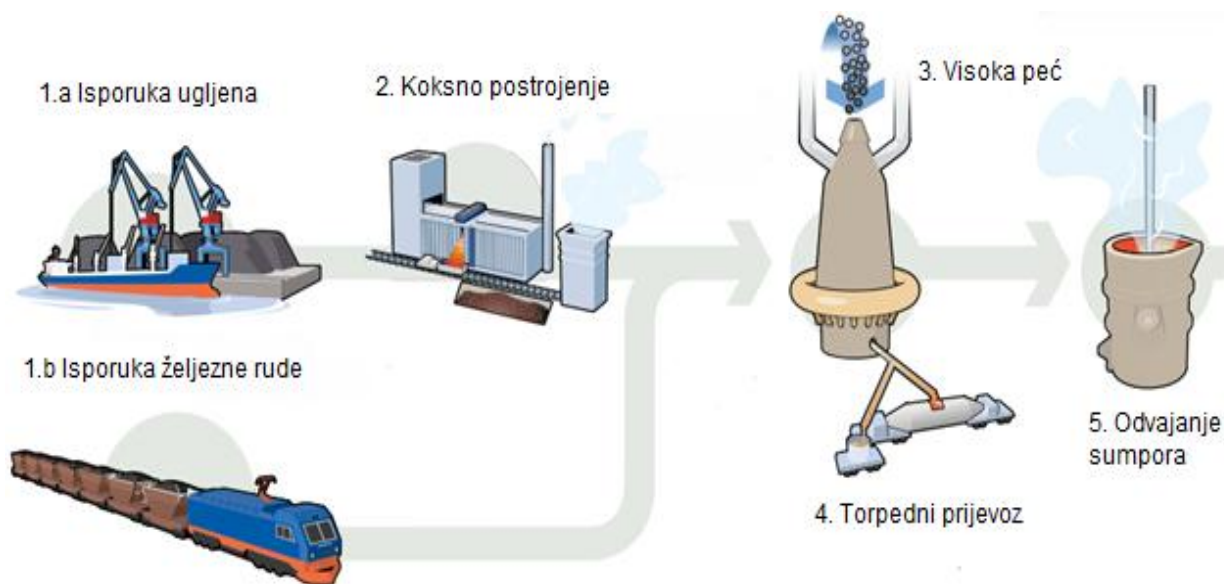 1.a Isporuka ugljena
2. Koksno postrojenje
3. Visoka peć
1.b Isporuka željezne rude
4. Torpedni prijevoz
5. Odvajanje
sumpora